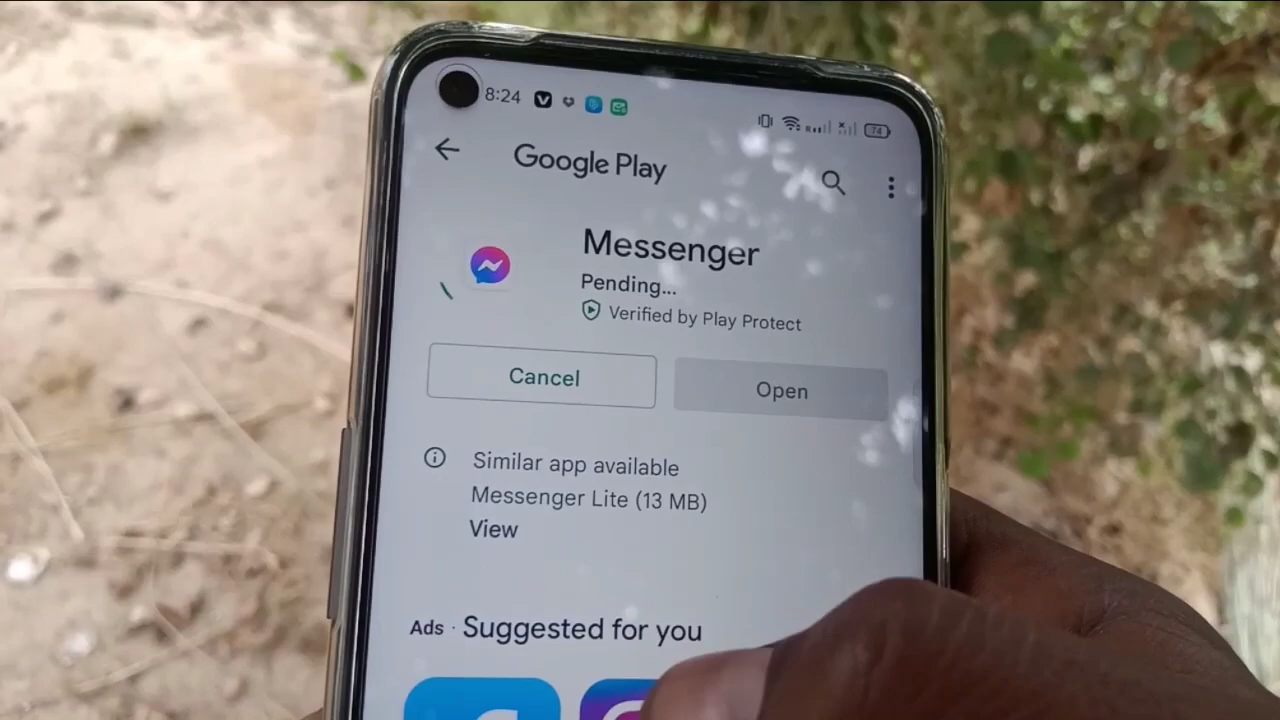 8:24
74
Google Play
Messenger
Pending...
Verified by Play Protect
Cancel
Open
Similar app available
Messenger Lite (13 MB)
View
Ads · Suggested for you